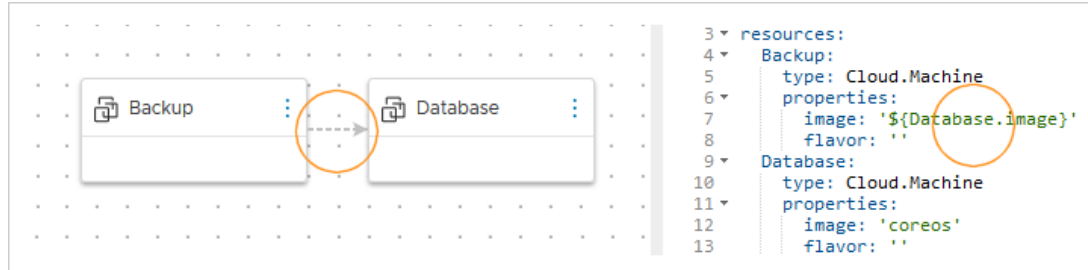 Backup
Database
3 resources:
4 Backup:
5 type: Cloud.Machine
6 properties:
7 image: '${Database.image}'
8 flavor: ''
9 Database:
10 type: Cloud.Machine
11 properties:
12 image: 'coreos'
13 flavor: ''